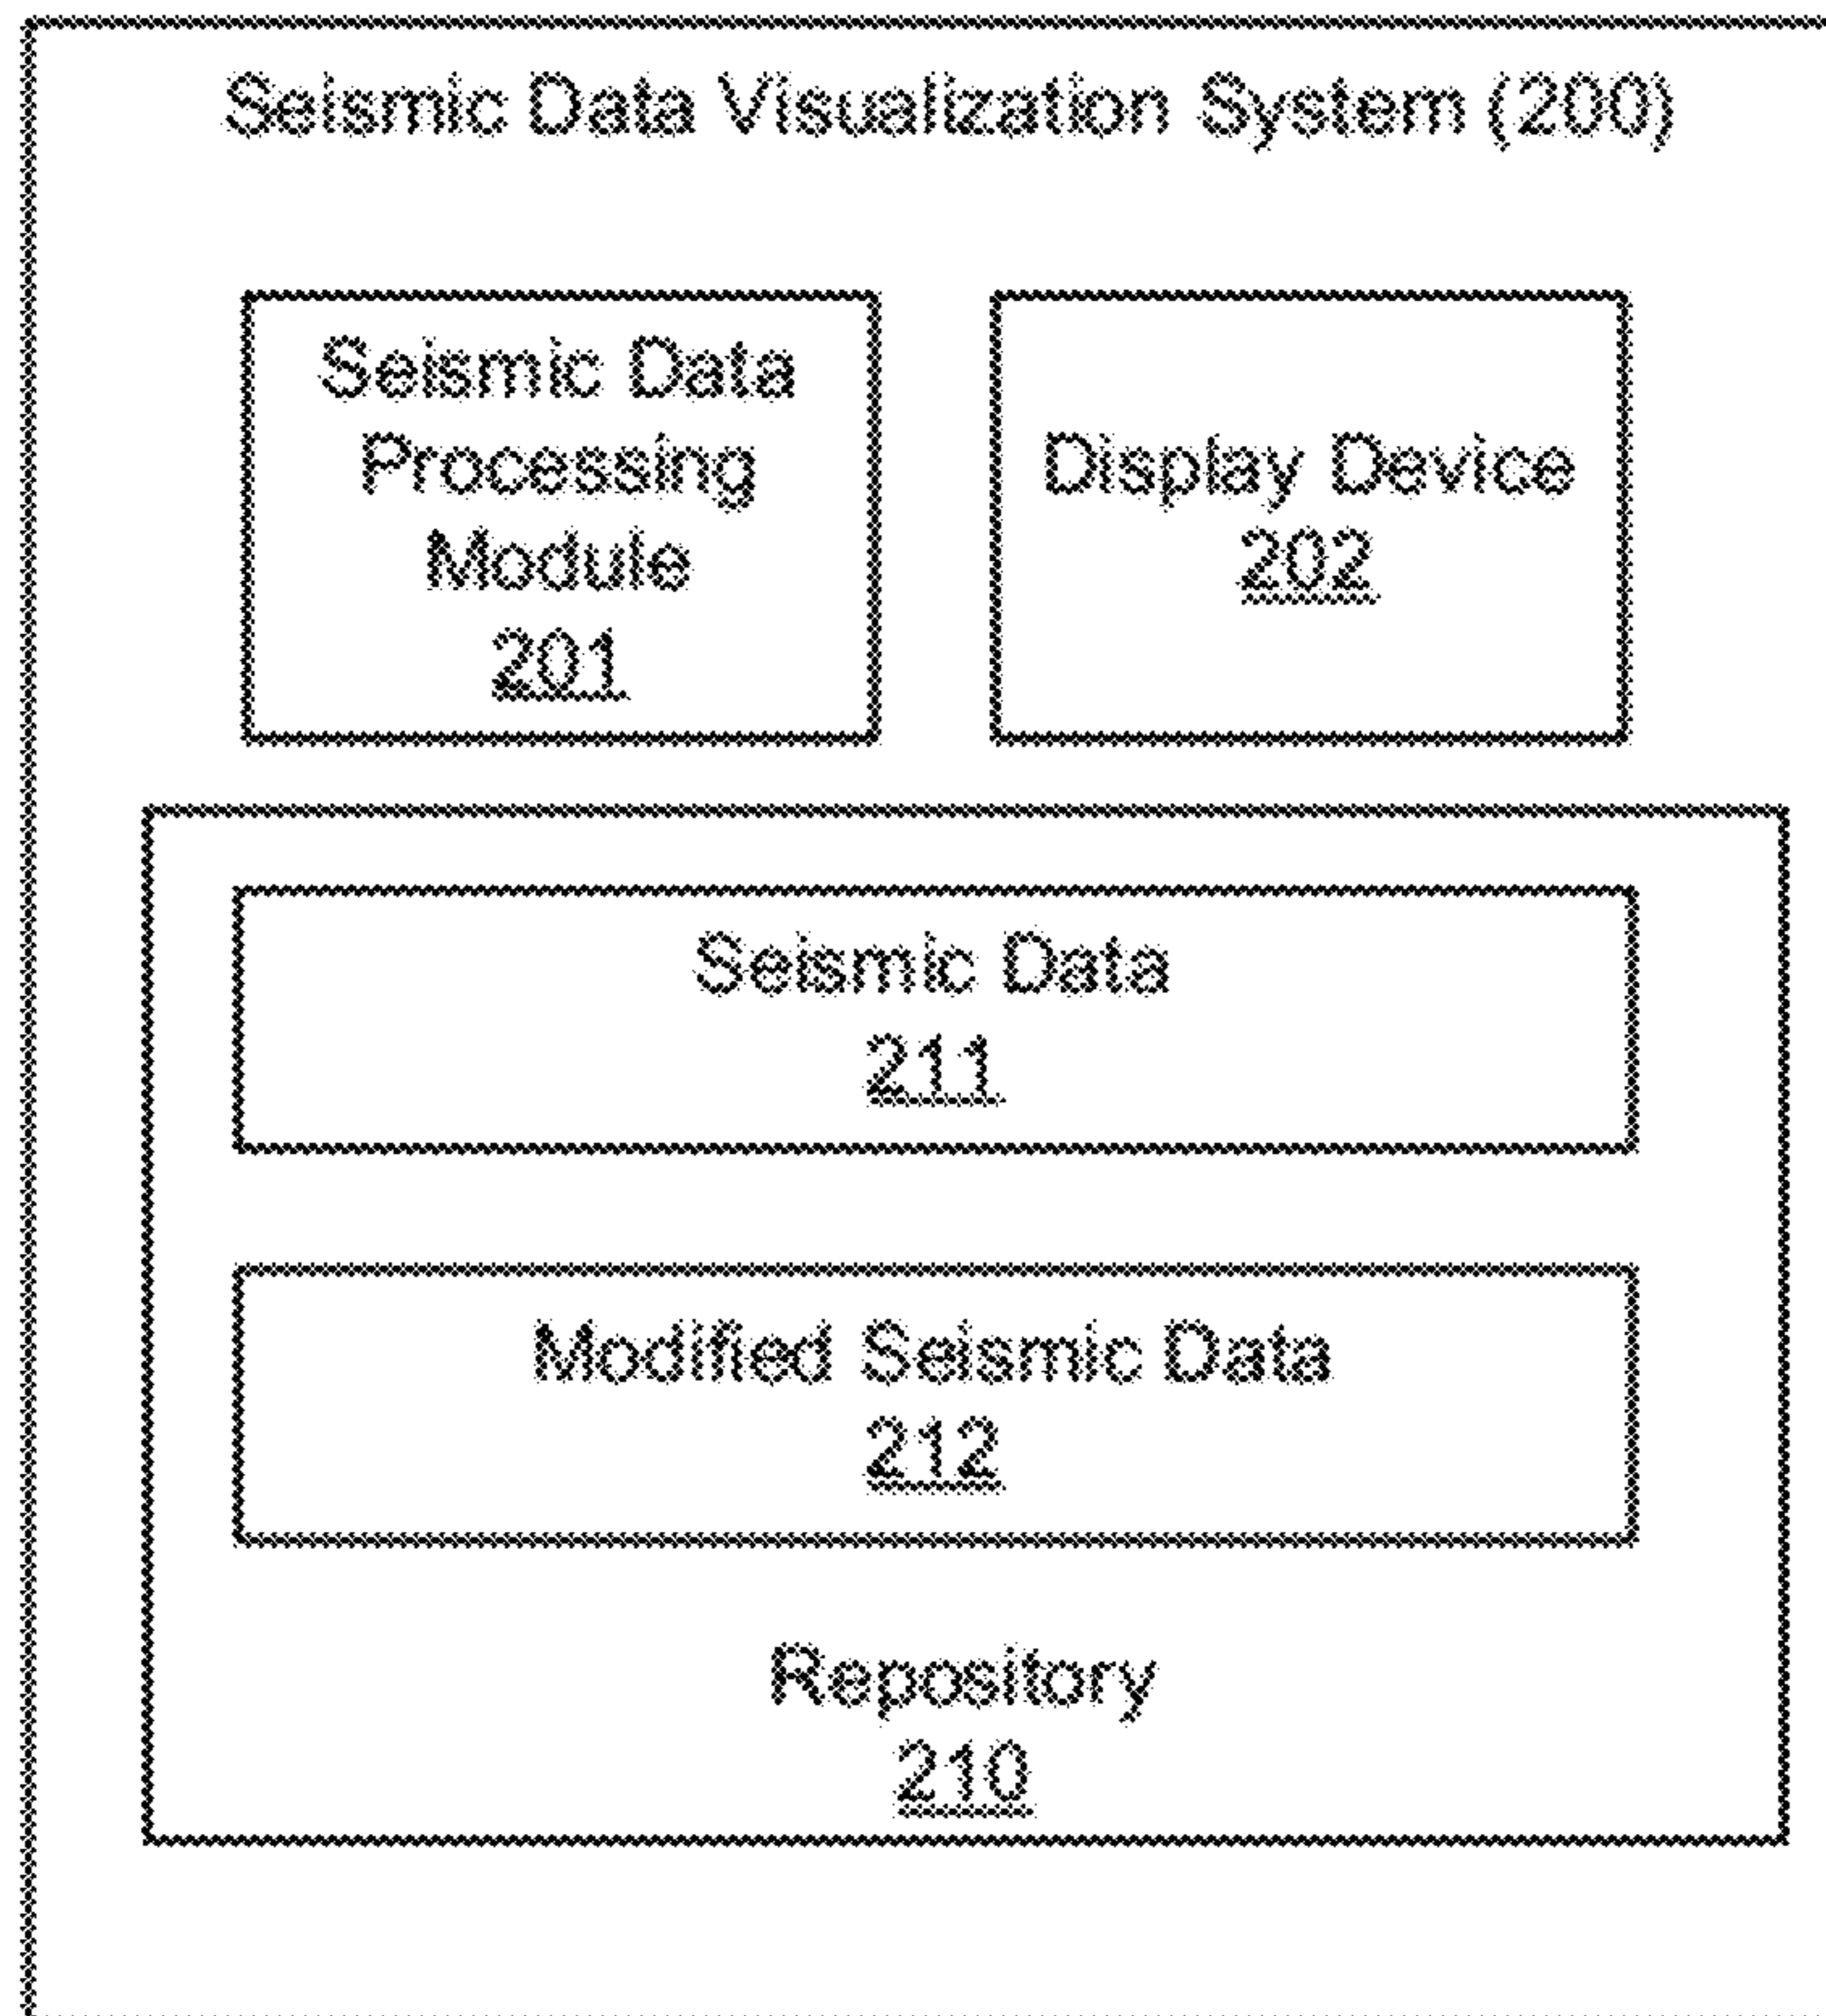 Seismic Data Visualization System (200)
Seismic Data
Processing
Module
201
Display Device
202
Seismic Data
211
Modified Seismic Data
212
Repository
210